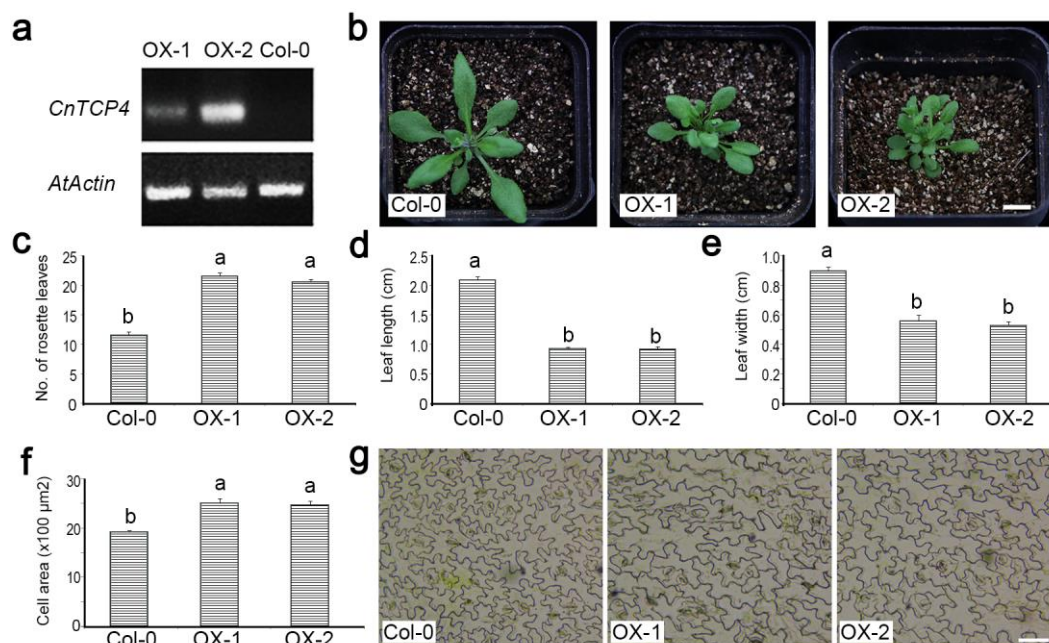 a
OX-1 OX-2 Col-0
CnTCP4
AtActin
b
Col-0
OX-1
OX-2
c
No. of rosette leaves
25
20
15
10
5
0
b
a
a
Col-0 OX-1 OX-2
d
Leaf length (cm)
2.5
2.0
1.5
1.0
0.5
0
a
b
b
Col-0 OX-1 OX-2
e
Leaf width (cm)
1.0
0.8
0.6
0.4
0.2
0
a
b
b
Col-0 OX-1 OX-2
f
Cell area (x100 µm2)
30
20
10
0
b
a
a
Col-0 OX-1 OX-2
g
Col-0
OX-1
OX-2